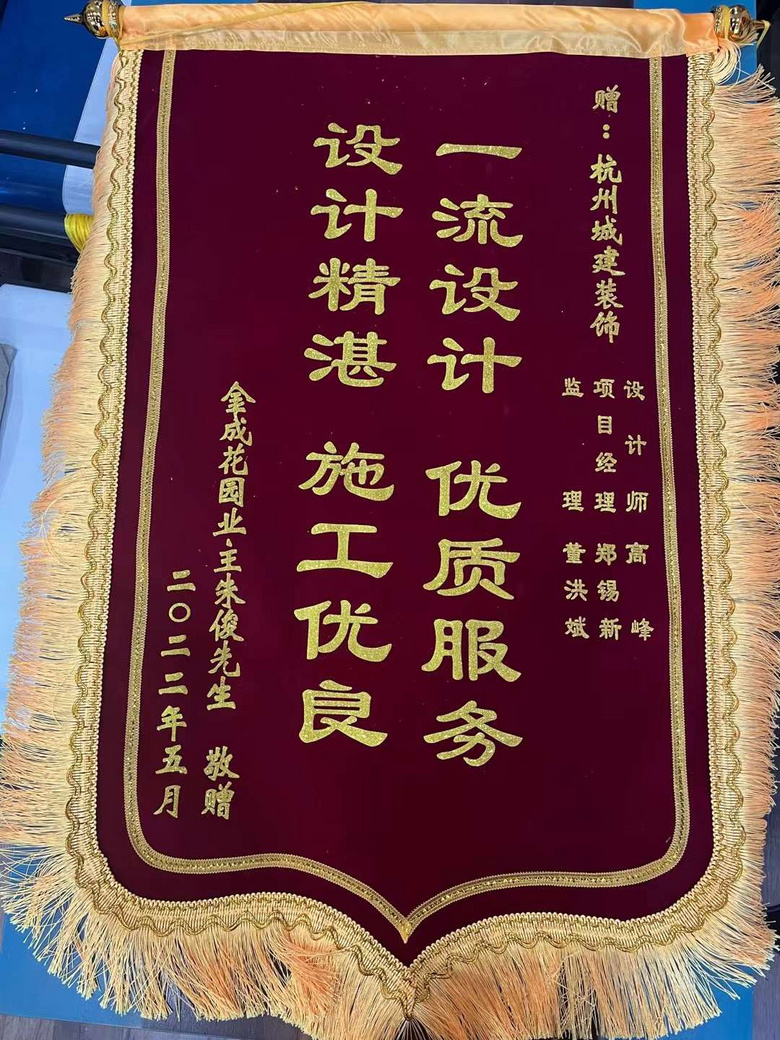 赠：杭州城建装饰
设计师高峰
项目经理郑锡新
监理董洪斌
一流设计 优质服务
设计精湛 施工优良
金成花园业主朱俊先生 敬赠
二〇二二年五月